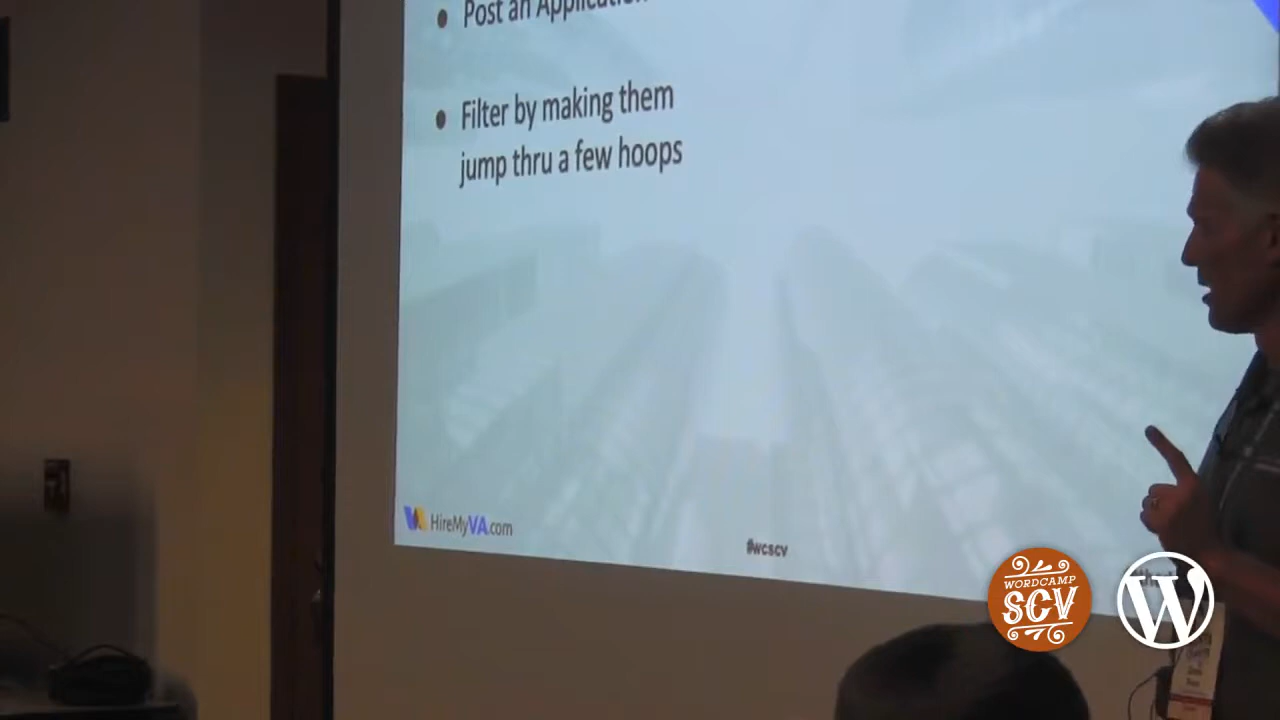 ● Post an Application
● Filter by making them
jump thru a few hoops
HireMyVA.com
#wcscv
WORDCAMP
SCV
W